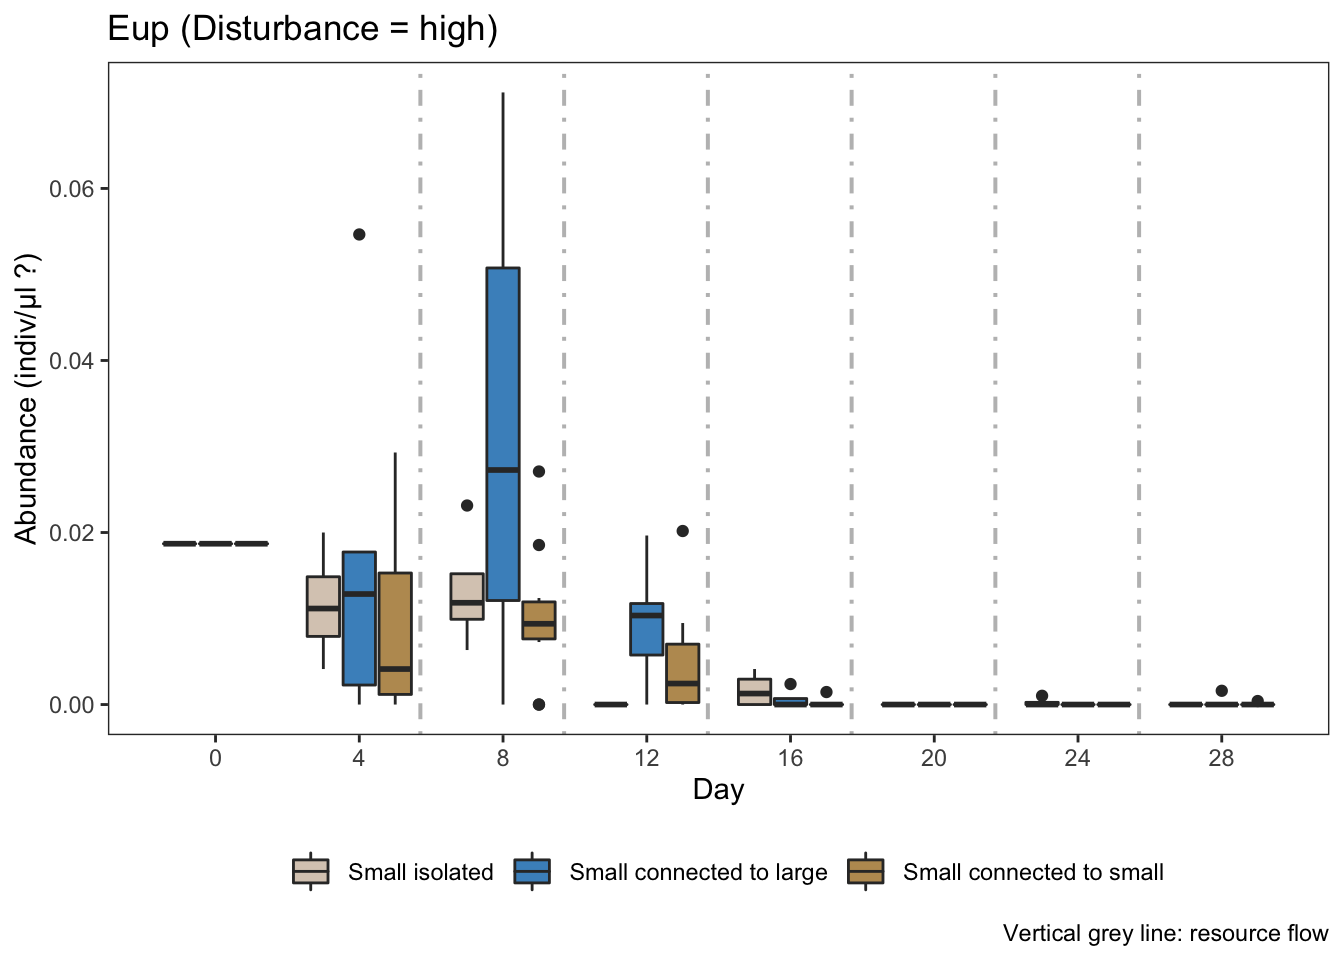 Eup (Disturbance = high)
Abundance (indiv/µl ?)
0.06
0.04
0.02
0.00
0 4 8 12 16 20 24 28
Day
Small isolated Small connected to large Small connected to small
Vertical grey line: resource flow